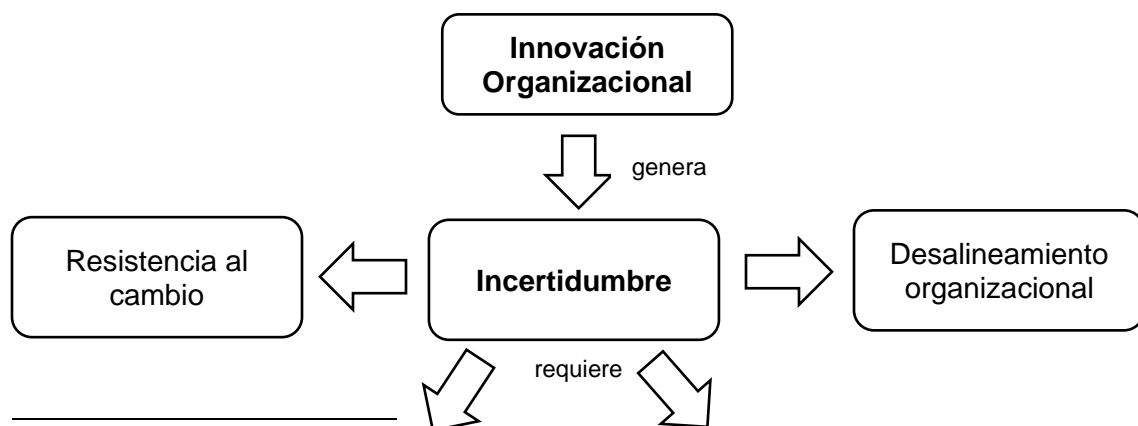 Innovación
Organizacional
genera
Resistencia al
cambio
Incertidumbre
Desalineamiento
organizacional
requiere